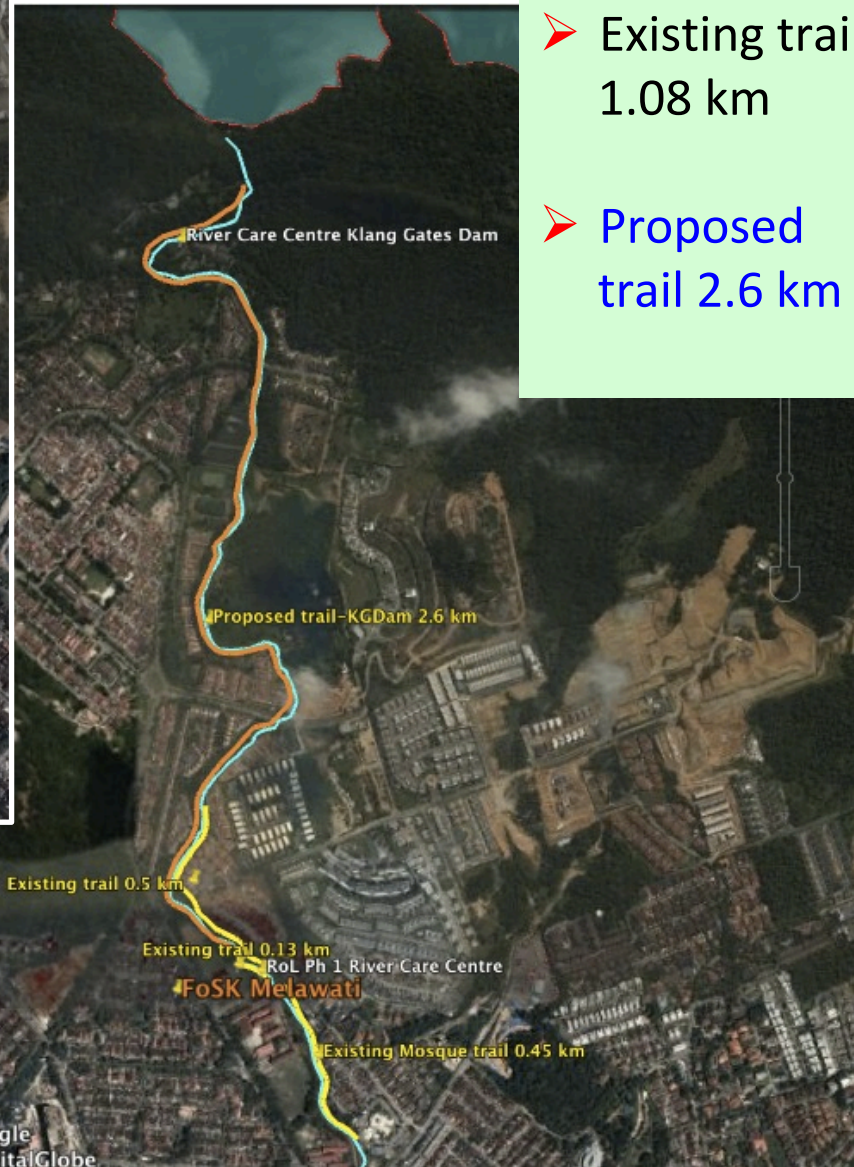 Existing trai
1.08 km
Proposed
trail 2.6 km
River Care Centre Klang Gates Dam
Proposed trail-KGDam 2.6 km
Existing trail 0.5 km
Existing trail 0.13 km
RoL Ph 1 River Care Centre
FoSK Melawati
Existing Mosque trail 0.45 km
gle
italGlobe